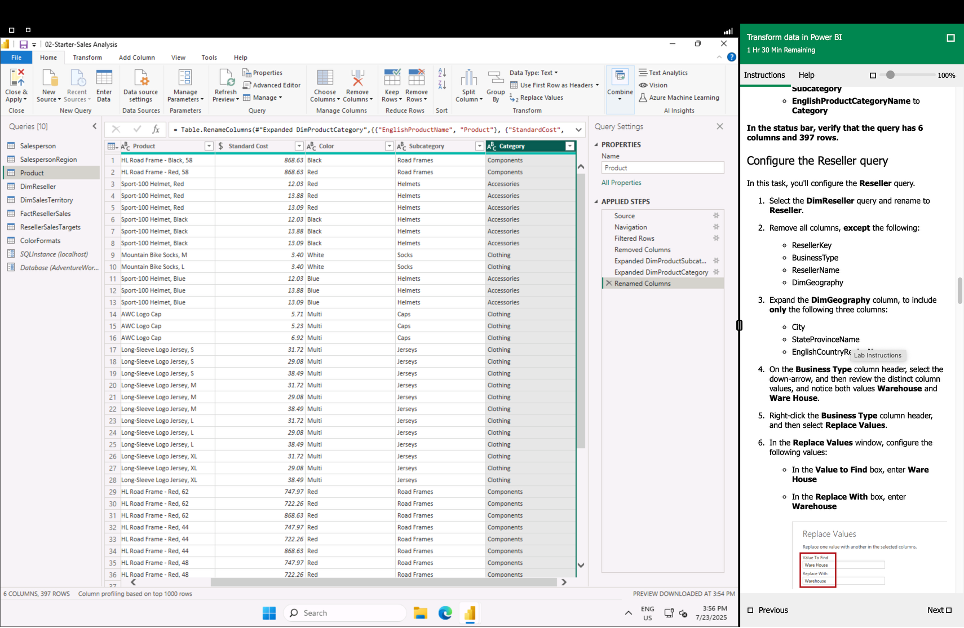 02-Starter-Sales Analysis
File Home Transform Add Column View Tools Help
Close & Apply
New Source
Recent Sources
Enter Data
Data source settings
Manage Parameters
Refresh Preview
Properties
Advanced Editor
Manage
Choose Columns
Remove Columns
Keep Rows
Remove Rows
Split Column
Group By
Data Type: Text
Use First Row as Headers
Replace Values
Combine
Text Analytics
Vision
Azure Machine Learning
Close New Query Data Sources Parameters Query Manage Columns Reduce Rows Sort Transform AI Insights
Queries [10]
Salesperson
SalespersonRegion
Product
DimReseller
DimSalesTerritory
FactResellerSales
ResellerSalesTargets
ColorFormats
SQLInstance (localhost)
Database (AdventureWor...
= Table.RenameColumns(#"Expanded DimProductCategory",{{"EnglishProductName", "Product"}, {"StandardCost",
Product Standard Cost Color Subcategory Category
1 HL Road Frame - Black, 58 868.63 Black Road Frames Components
2 HL Road Frame - Red, 58 868.63 Red Road Frames Components
3 Sport-100 Helmet, Red 12.03 Red Helmets Accessories
4 Sport-100 Helmet, Red 13.88 Red Helmets Accessories
5 Sport-100 Helmet, Red 13.09 Red Helmets Accessories
6 Sport-100 Helmet, Black 12.03 Black Helmets Accessories
7 Sport-100 Helmet, Black 13.88 Black Helmets Accessories
8 Sport-100 Helmet, Black 13.09 Black Helmets Accessories
9 Mountain Bike Socks, M 3.40 White Socks Clothing
10 Mountain Bike Socks, L 3.40 White Socks Clothing
11 Sport-100 Helmet, Blue 12.03 Blue Helmets Accessories
12 Sport-100 Helmet, Blue 13.88 Blue Helmets Accessories
13 Sport-100 Helmet, Blue 13.09 Blue Helmets Accessories
14 AWC Logo Cap 5.71 Multi Caps Clothing
15 AWC Logo Cap 5.23 Multi Caps Clothing
16 AWC Logo Cap 6.92 Multi Caps Clothing
17 Long-Sleeve Logo Jersey, S 31.72 Multi Jerseys Clothing
18 Long-Sleeve Logo Jersey, S 29.08 Multi Jerseys Clothing
19 Long-Sleeve Logo Jersey, S 38.49 Multi Jerseys Clothing
20 Long-Sleeve Logo Jersey, M 31.72 Multi Jerseys Clothing
21 Long-Sleeve Logo Jersey, M 29.08 Multi Jerseys Clothing
22 Long-Sleeve Logo Jersey, M 38.49 Multi Jerseys Clothing
23 Long-Sleeve Logo Jersey, L 31.72 Multi Jerseys Clothing
24 Long-Sleeve Logo Jersey, L 29.08 Multi Jerseys Clothing
25 Long-Sleeve Logo Jersey, L 38.49 Multi Jerseys Clothing
26 Long-Sleeve Logo Jersey, XL 31.72 Multi Jerseys Clothing
27 Long-Sleeve Logo Jersey, XL 29.08 Multi Jerseys Clothing
28 Long-Sleeve Logo Jersey, XL 38.49 Multi Jerseys Clothing
29 HL Road Frame - Red, 62 747.97 Red Road Frames Components
30 HL Road Frame - Red, 62 722.26 Red Road Frames Components
31 HL Road Frame - Red, 62 868.63 Red Road Frames Components
32 HL Road Frame - Red, 44 747.97 Red Road Frames Components
33 HL Road Frame - Red, 44 722.26 Red Road Frames Components
34 HL Road Frame - Red, 44 868.63 Red Road Frames Components
35 HL Road Frame - Red, 48 747.97 Red Road Frames Components
36 HL Road Frame - Red, 48 722.26 Red Road Frames Components
Query Settings
PROPERTIES
Name
Product
All Properties
APPLIED STEPS
Source
Navigation
Filtered Rows
Removed Columns
Expanded DimProductSubcat...
Expanded DimProductCategory
Renamed Columns
6 COLUMNS, 397 ROWS Column profiling based on top 1000 rows
PREVIEW DOWNLOADED AT 3:54 PM
Search
ENG
US
3:56 PM
7/23/2025
Transform data in Power BI
1 Hr 30 Min Remaining
Instructions Help 100%
Subcategory
EnglishProductCategoryName to
Category
In the status bar, verify that the query has 6
columns and 397 rows.
Configure the Reseller query
In this task, you'll configure the Reseller query.
1. Select the DimReseller query and rename to
Reseller.
2. Remove all columns, except the following:
ResellerKey
BusinessType
ResellerName
DimGeography
3. Expand the DimGeography column, to include
only the following three columns:
City
StateProvinceName
EnglishCountryRe
Lab Instructions
4. On the Business Type column header, select the
down-arrow, and then review the distinct column
values, and notice both values Warehouse and
Ware House.
5. Right-click the Business Type column header,
and then select Replace Values.
6. In the Replace Values window, configure the
following values:
In the Value to Find box, enter Ware
House
In the Replace With box, enter
Warehouse
Replace Values
Replace one value with another in the selected columns.
Value To Find
Ware House
Replace With
Warehouse
Previous Next